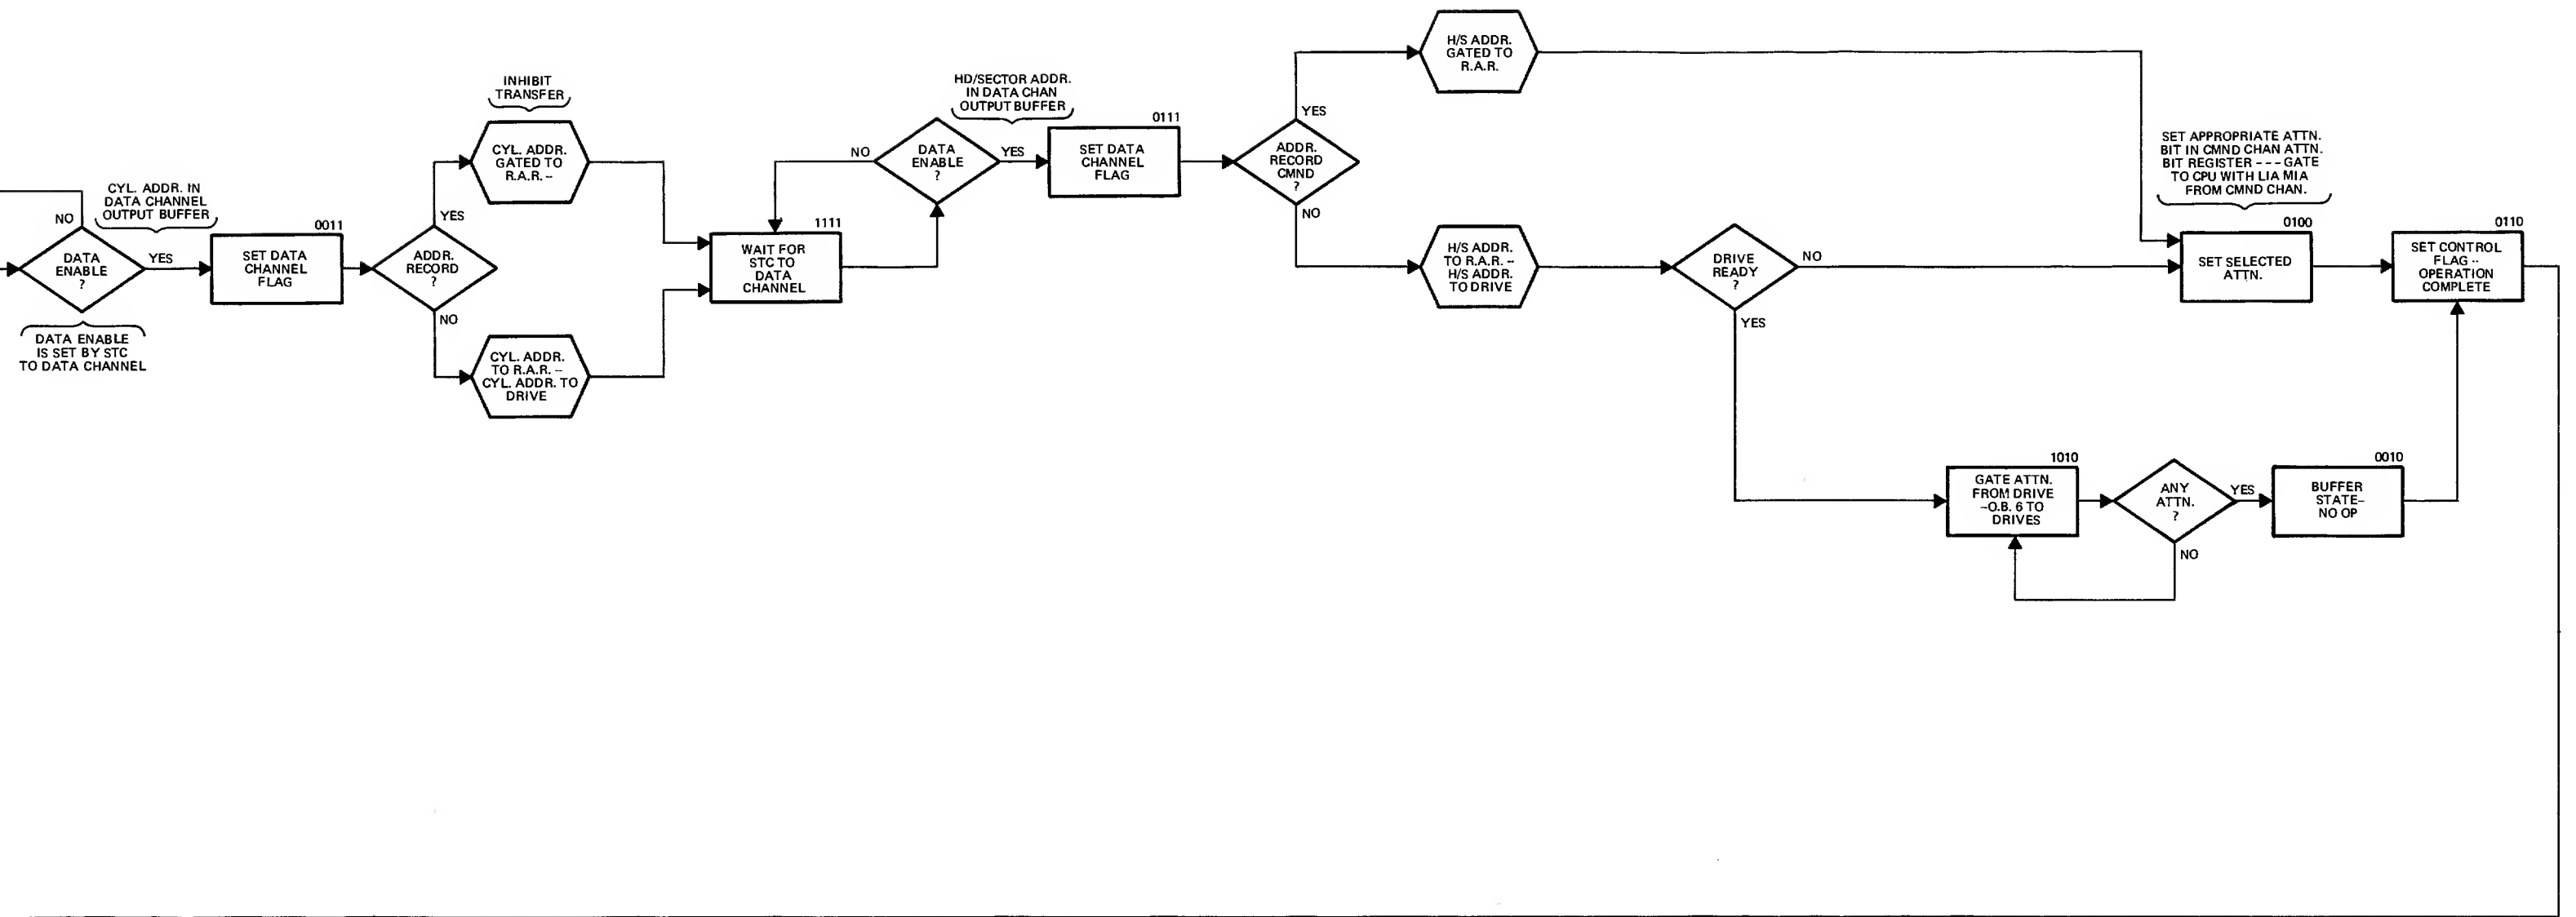 NO
CYL. ADDR. IN
DATA CHANNEL
OUTPUT BUFFER
DATA
ENABLE
?
YES
DATA ENABLE
IS SET BY STC
TO DATA CHANNEL
0011
SET DATA
CHANNEL
FLAG
ADDR.
RECORD
?
YES
NO
INHIBIT
TRANSFER
CYL. ADDR.
GATED TO
R.A.R. --
CYL. ADDR.
TO R.A.R. --
CYL. ADDR. TO
DRIVE
1111
WAIT FOR
STC TO
DATA
CHANNEL
NO
DATA
ENABLE
?
YES
HD/SECTOR ADDR.
IN DATA CHAN
OUTPUT BUFFER
0111
SET DATA
CHANNEL
FLAG
YES
ADDR.
RECORD
CMND
?
NO
H/S ADDR.
GATED TO
R.A.R.
H/S ADDR.
TO R.A.R. --
H/S ADDR.
TO DRIVE
DRIVE
READY
?
NO
YES
SET APPROPRIATE ATTN.
BIT IN CMND CHAN ATTN.
BIT REGISTER --- GATE
TO CPU WITH LIA MIA
FROM CMND CHAN.
0100
SET SELECTED
ATTN.
0110
SET CONTROL
FLAG --
OPERATION
COMPLETE
1010
GATE ATTN.
FROM DRIVE
-O.B. 6 TO
DRIVES
ANY
ATTN.
?
YES
NO
0010
BUFFER
STATE-
NO OP